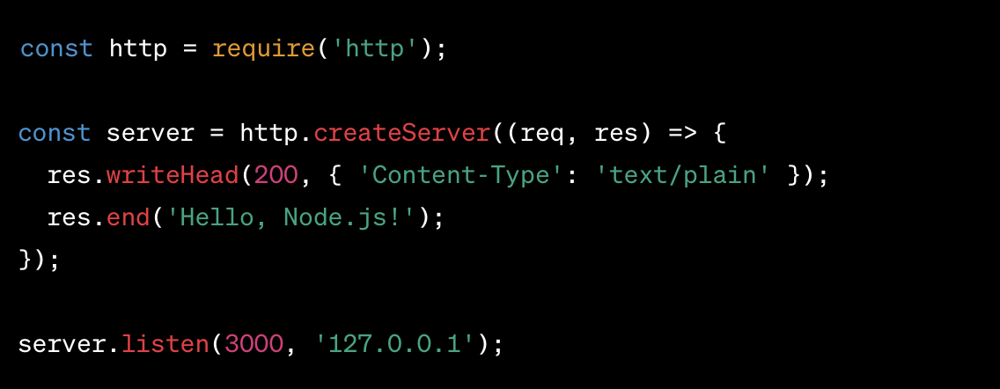 const http = require('http');
const server = http.createServer((req, res) => {
  res.writeHead(200, { 'Content-Type': 'text/plain' });
  res.end('Hello, Node.js!');
});
server.listen(3000, '127.0.0.1');